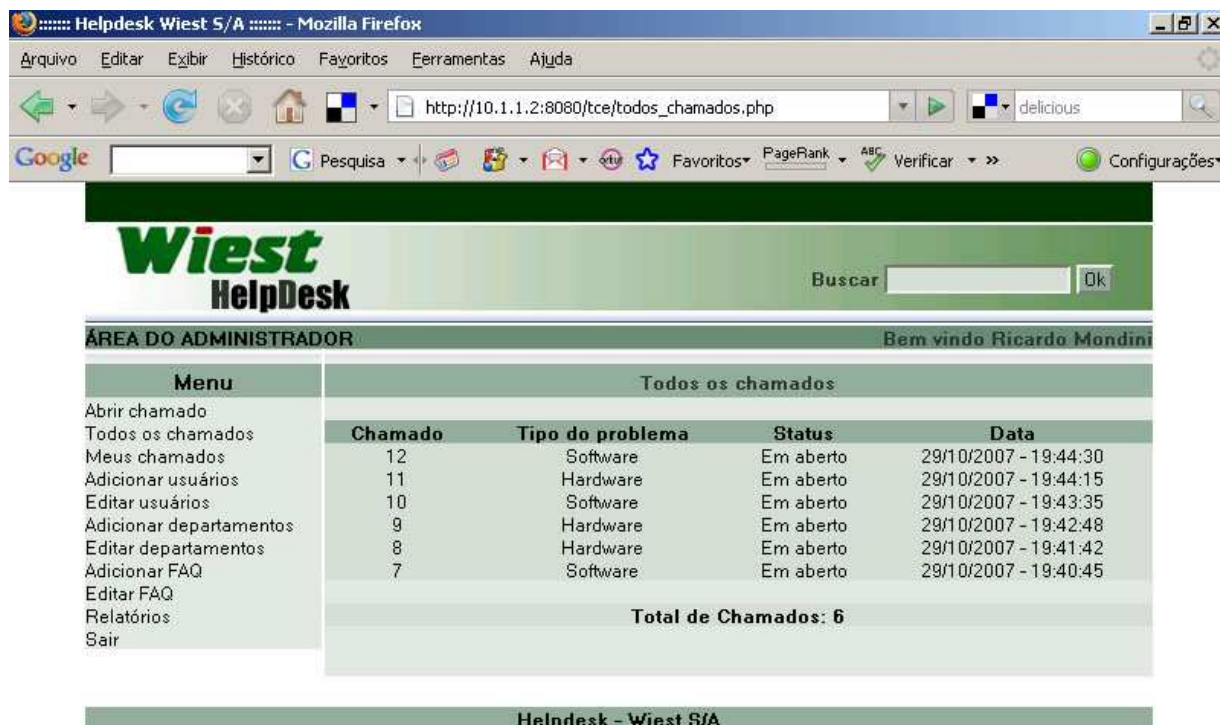 ::::::: Helpdesk Wiest S/A ::::::: - Mozilla Firefox
Arquivo Editar Exibir Histórico Favoritos Ferramentas Ajuda
http://10.1.1.2:8080/tce/todos_chamados.php delicious
Google Pesquisa Favoritos PageRank ABC Verificar » Configurações
Wiest
HelpDesk
Buscar Ok
ÁREA DO ADMINISTRADOR Bem vindo Ricardo Mondini
Menu
Abrir chamado
Todos os chamados
Meus chamados
Adicionar usuários
Editar usuários
Adicionar departamentos
Editar departamentos
Adicionar FAQ
Editar FAQ
Relatórios
Sair
Todos os chamados
Chamado Tipo do problema Status Data
12 Software Em aberto 29/10/2007 - 19:44:30
11 Hardware Em aberto 29/10/2007 - 19:44:15
10 Software Em aberto 29/10/2007 - 19:43:35
9 Hardware Em aberto 29/10/2007 - 19:42:48
8 Hardware Em aberto 29/10/2007 - 19:41:42
7 Software Em aberto 29/10/2007 - 19:40:45
Total de Chamados: 6
Helpdesk - Wiest S/A